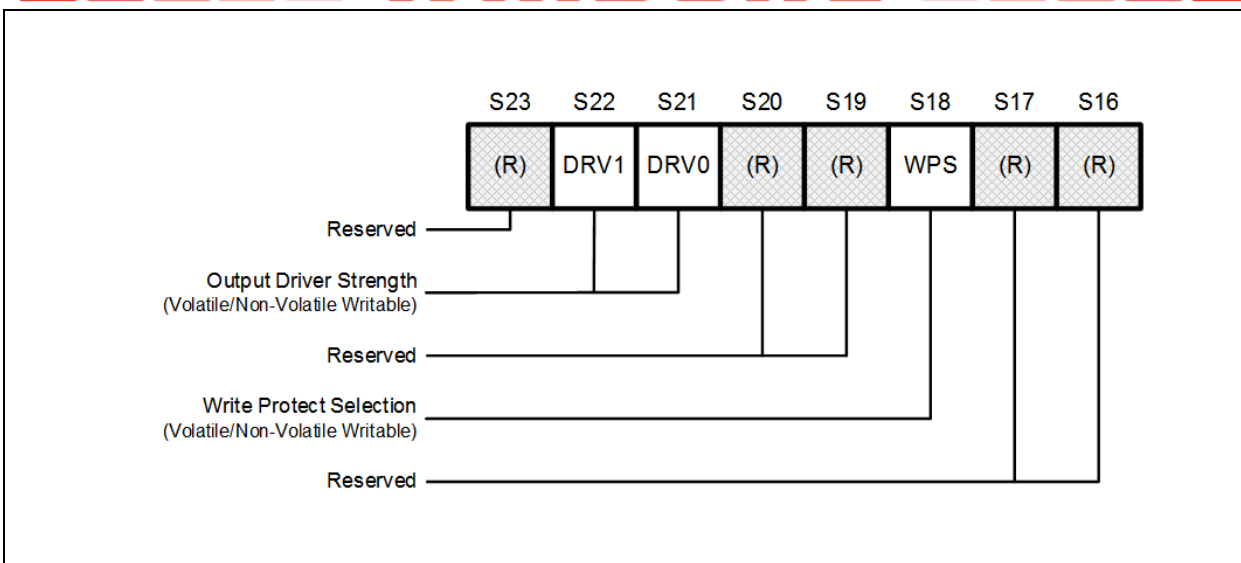 S23 S22 S21 S20 S19 S18 S17 S16
(R) DRV1 DRV0 (R) (R) WPS (R) (R)
Reserved
Output Driver Strength
(Volatile/Non-Volatile Writable)
Reserved
Write Protect Selection
(Volatile/Non-Volatile Writable)
Reserved